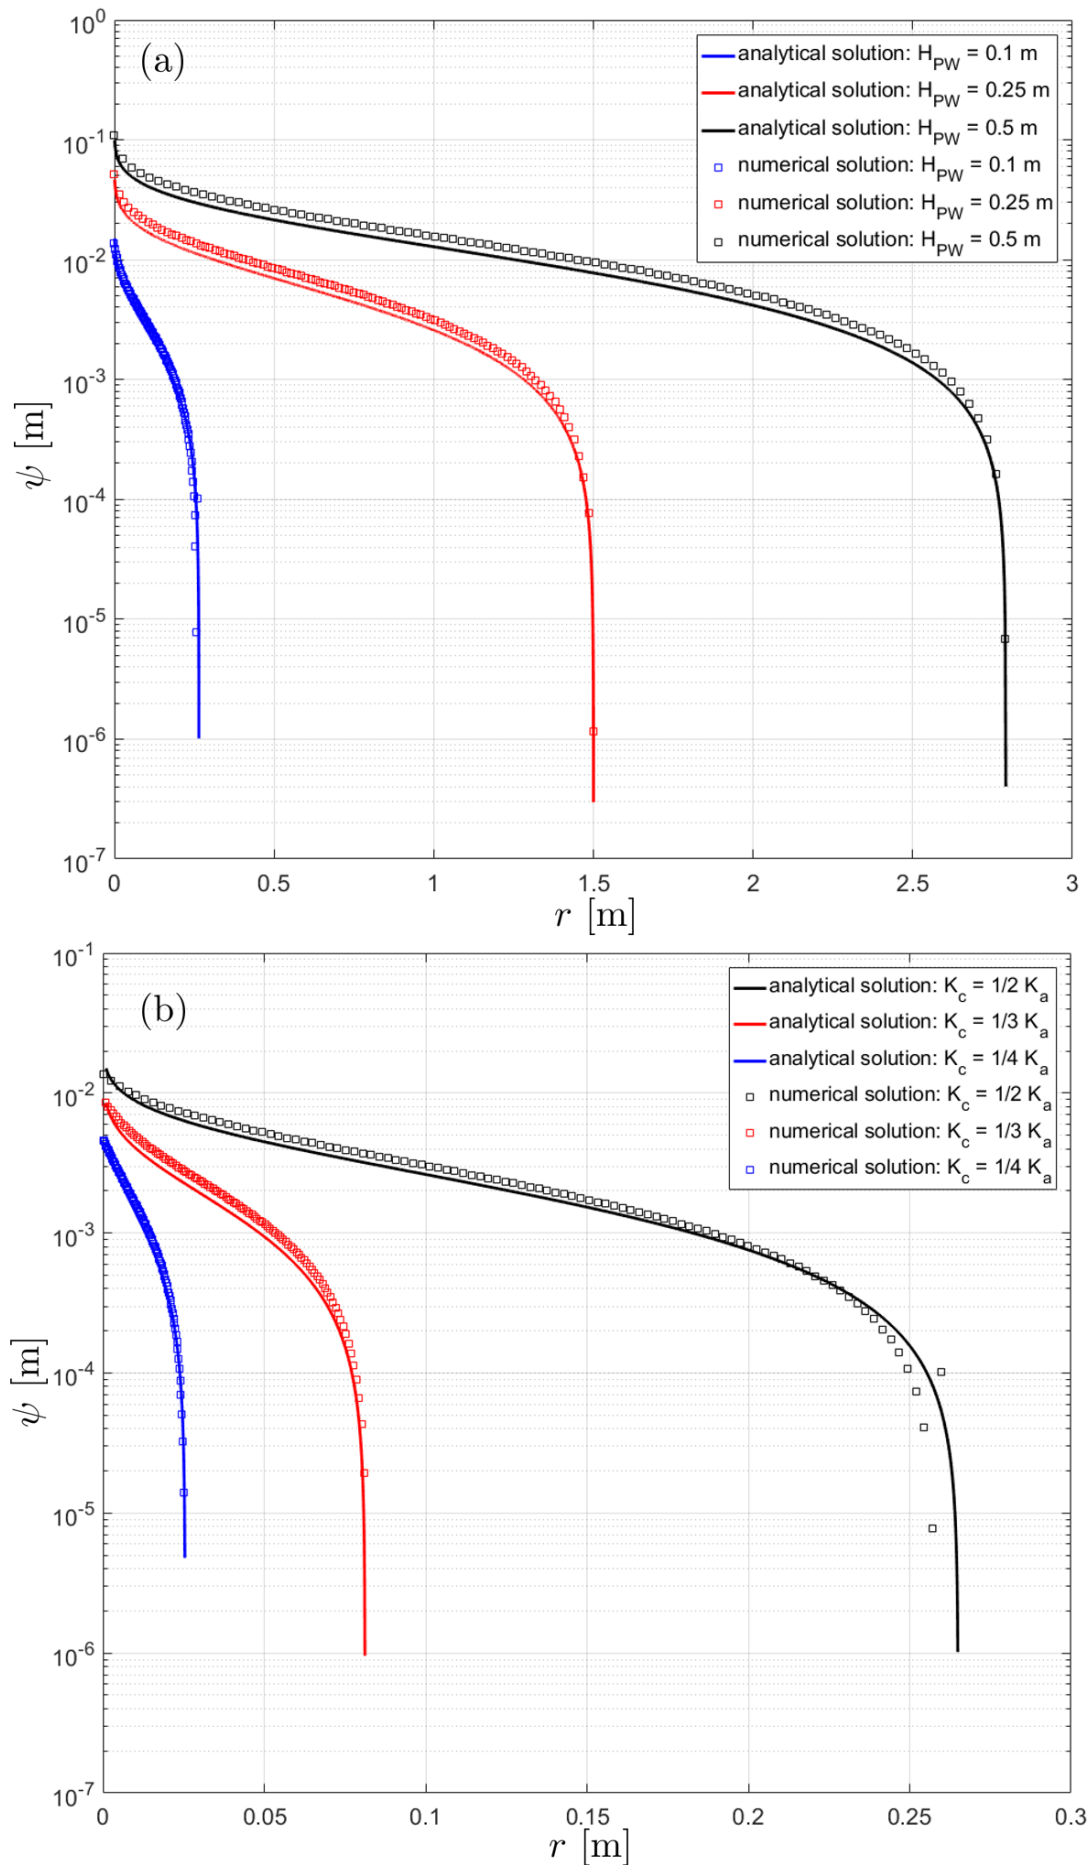 (a)
analytical solution: H_PW = 0.1 m
analytical solution: H_PW = 0.25 m
analytical solution: H_PW = 0.5 m
numerical solution: H_PW = 0.1 m
numerical solution: H_PW = 0.25 m
numerical solution: H_PW = 0.5 m
10^0
10^-1
10^-2
10^-3
10^-4
10^-5
10^-6
10^-7
ψ [m]
0 0.5 1 1.5 2 2.5 3
r [m]
(b)
analytical solution: K_c = 1/2 K_a
analytical solution: K_c = 1/3 K_a
analytical solution: K_c = 1/4 K_a
numerical solution: K_c = 1/2 K_a
numerical solution: K_c = 1/3 K_a
numerical solution: K_c = 1/4 K_a
10^-1
10^-2
10^-3
10^-4
10^-5
10^-6
10^-7
ψ [m]
0 0.05 0.1 0.15 0.2 0.25 0.3
r [m]